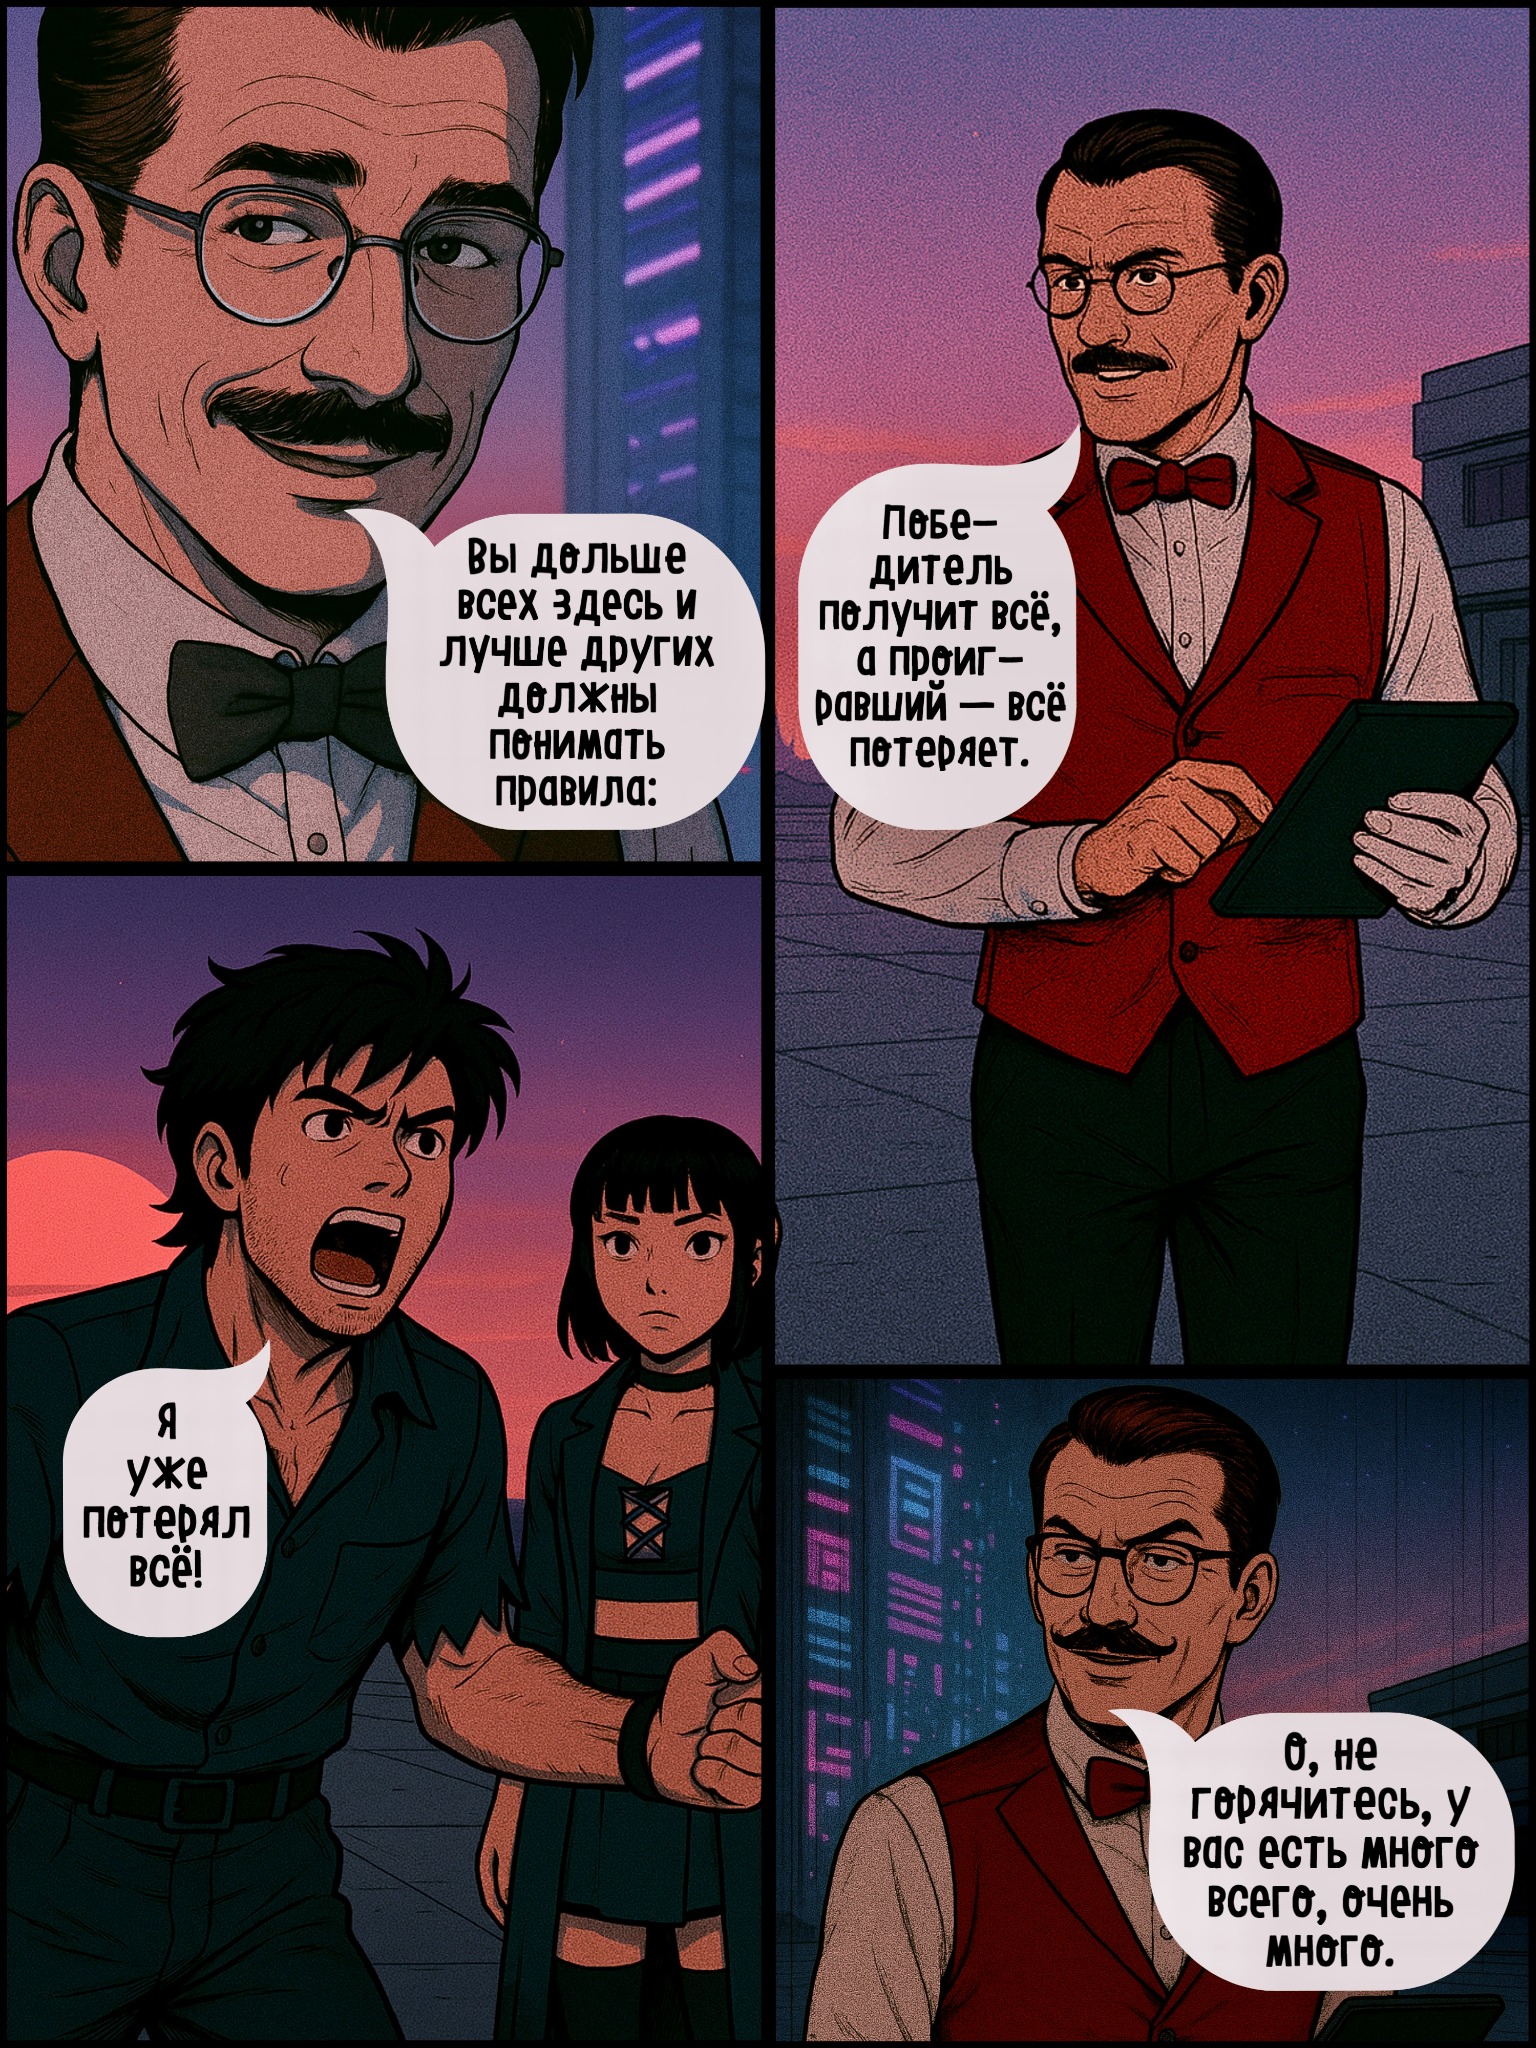 Вы дольше
всех здесь и
лучше других
должны
понимать
правила:
Побе-
дитель
получит всё,
а проиг-
равший — всё
потеряет.
Я
уже
потерял
всё!
О, не
горячитесь, у
вас есть много
всего, очень
много.